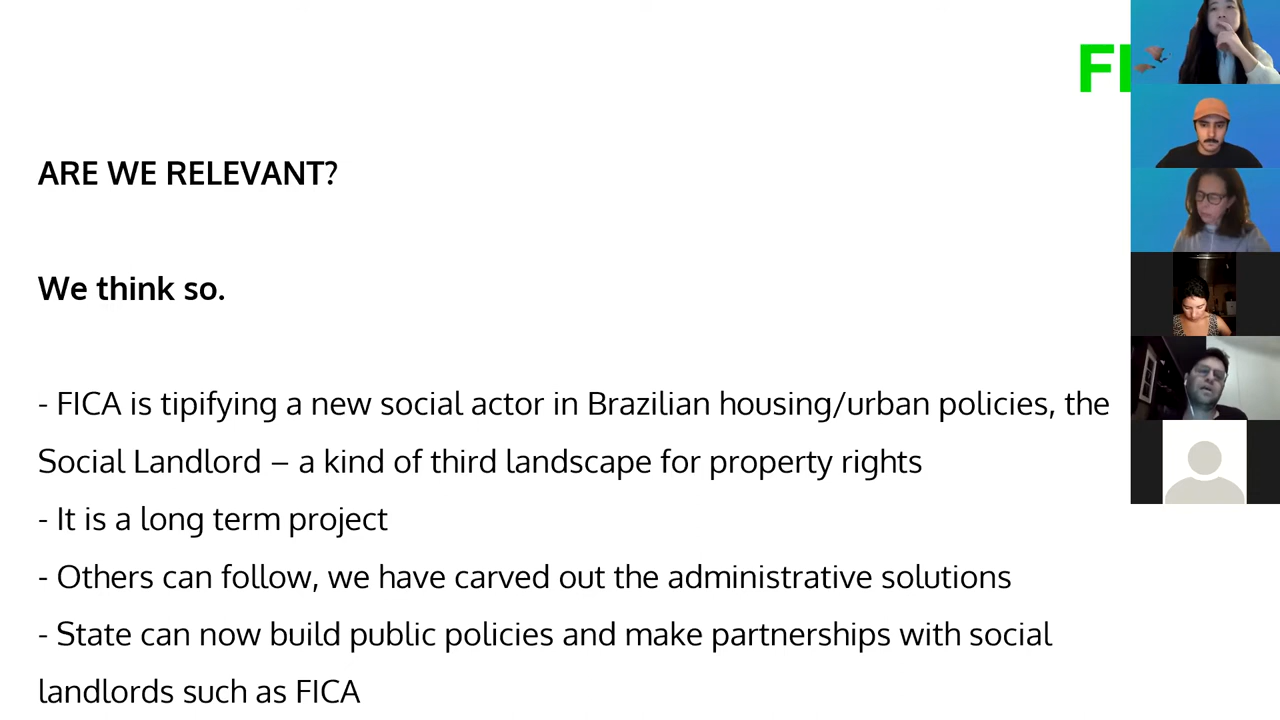 FI
ARE WE RELEVANT?
We think so.
- FICA is tipifying a new social actor in Brazilian housing/urban policies, the
Social Landlord – a kind of third landscape for property rights
- It is a long term project
- Others can follow, we have carved out the administrative solutions
- State can now build public policies and make partnerships with social
landlords such as FICA